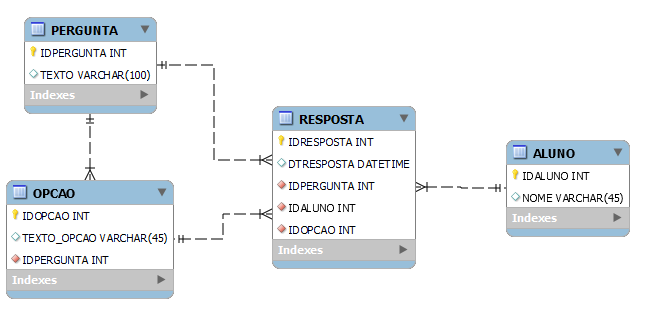 PERGUNTA
IDPERGUNTA INT
TEXTO VARCHAR(100)
Indexes
OPCAO
IDOPCAO INT
TEXTO_OPCAO VARCHAR(45)
IDPERGUNTA INT
Indexes
RESPOSTA
IDRESPOSTA INT
DTRESPOSTA DATETIME
IDPERGUNTA INT
IDALUNO INT
IDOPCAO INT
Indexes
ALUNO
IDALUNO INT
NOME VARCHAR(45)
Indexes